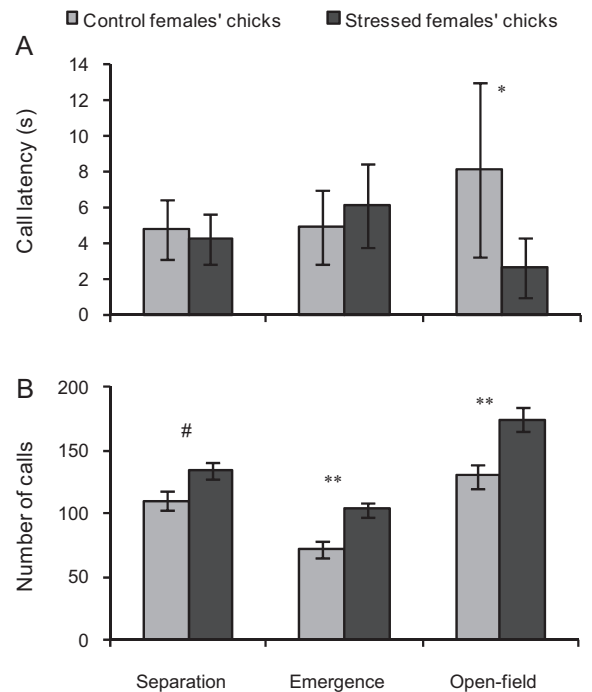 Control females' chicks Stressed females' chicks
A
Call latency (s)
14
12
10
8
6
4
2
0
*
B
Number of calls
200
150
100
50
0
#
**
**
Separation Emergence Open-field